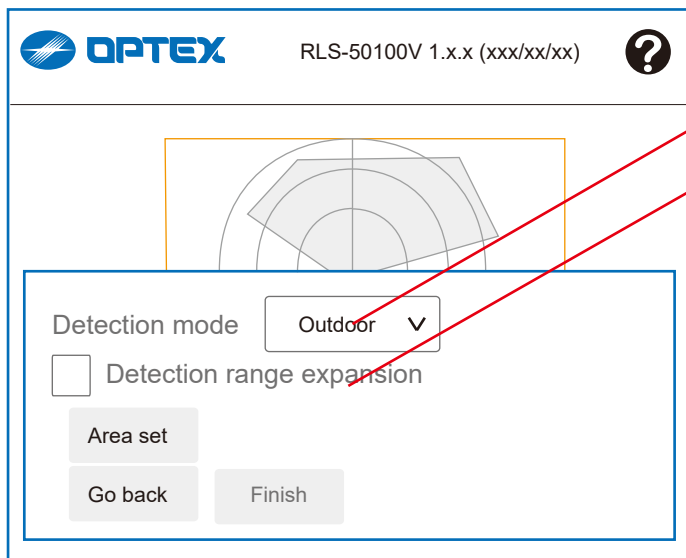 OPTEX RLS-50100V 1.x.x (xxx/xx/xx) ?
Detection mode Outdoor
Detection range expansion
Area set
Go back Finish